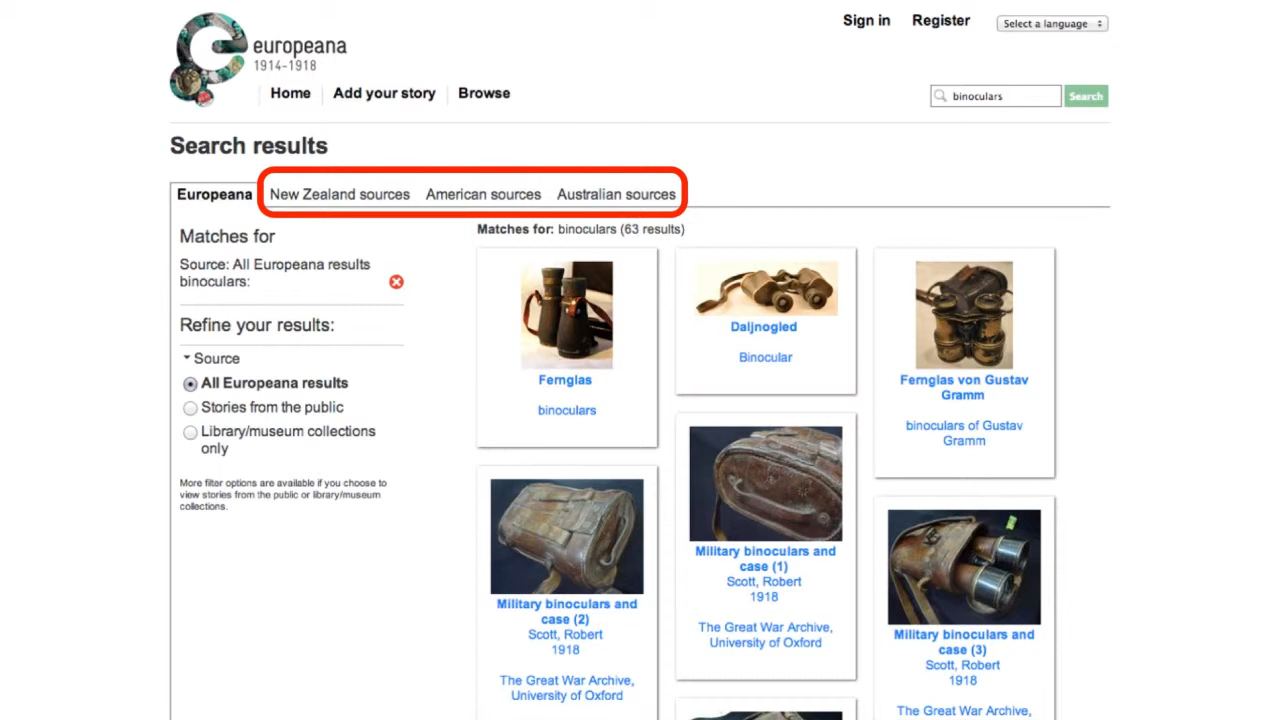 europeana
1914-1918
Sign in
Register
Select a language
Home
Add your story
Browse
binoculars
Search
Search results
Europeana
New Zealand sources
American sources
Australian sources
Matches for
Source: All Europeana results
binoculars:
Refine your results:
Source
All Europeana results
Stories from the public
Library/museum collections
only
More filter options are available if you choose to
view stories from the public or library/museum
collections.
Matches for: binoculars (63 results)
Fernglas
binoculars
Daljnogled
Binocular
Fernglas von Gustav
Gramm
binoculars of Gustav
Gramm
Military binoculars and
case (2)
Scott, Robert
1918
The Great War Archive,
University of Oxford
Military binoculars and
case (1)
Scott, Robert
1918
The Great War Archive,
University of Oxford
Military binoculars and
case (3)
Scott, Robert
1918
The Great War Archive,